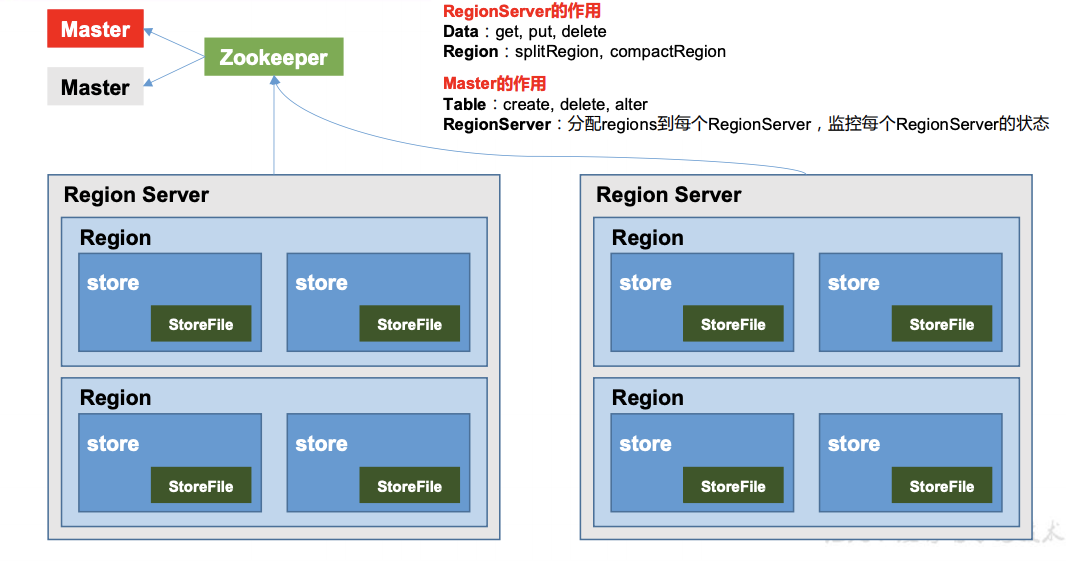 Master
Master
Zookeeper
RegionServer的作用
Data：get, put, delete
Region：splitRegion, compactRegion
Master的作用
Table：create, delete, alter
RegionServer：分配regions到每个RegionServer，监控每个RegionServer的状态
Region Server
Region
store
StoreFile
store
StoreFile
Region
store
StoreFile
store
StoreFile
Region Server
Region
store
StoreFile
store
StoreFile
Region
store
StoreFile
store
StoreFile